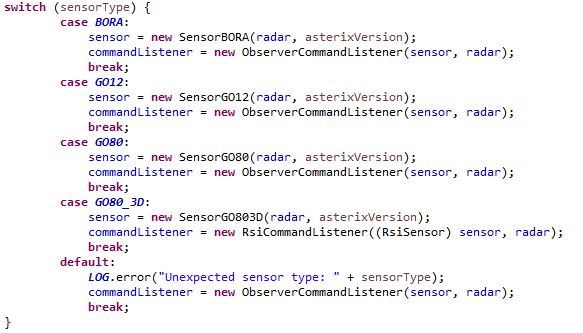 switch (sensorType) {
case BORA:
sensor = new SensorBORA(radar, asterixVersion);
commandListener = new ObserverCommandListener(sensor, radar);
break;
case GO12:
sensor = new SensorGO12(radar, asterixVersion);
commandListener = new ObserverCommandListener(sensor, radar);
break;
case GO80:
sensor = new SensorGO80(radar, asterixVersion);
commandListener = new ObserverCommandListener(sensor, radar);
break;
case GO80_3D:
sensor = new SensorGO803D(radar, asterixVersion);
commandListener = new RsiCommandListener((RsiSensor) sensor, radar);
break;
default:
LOG.error("Unexpected sensor type: " + sensorType);
commandListener = new ObserverCommandListener(sensor, radar);
break;
}